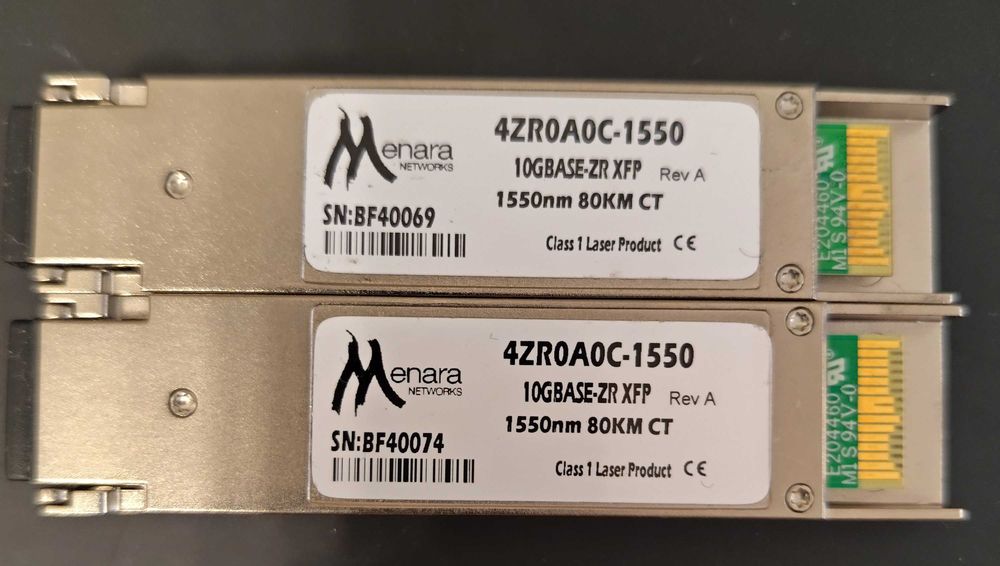 Menara
NETWORKS
SN:BF40069
4ZR0A0C-1550
10GBASE-ZR XFP Rev A
1550nm 80KM CT
Class 1 Laser Product CE
E204460
M1 S 94V-0
Menara
NETWORKS
SN:BF40074
4ZR0A0C-1550
10GBASE-ZR XFP Rev A
1550nm 80KM CT
Class 1 Laser Product CE
E204460
M1 S 94V-0